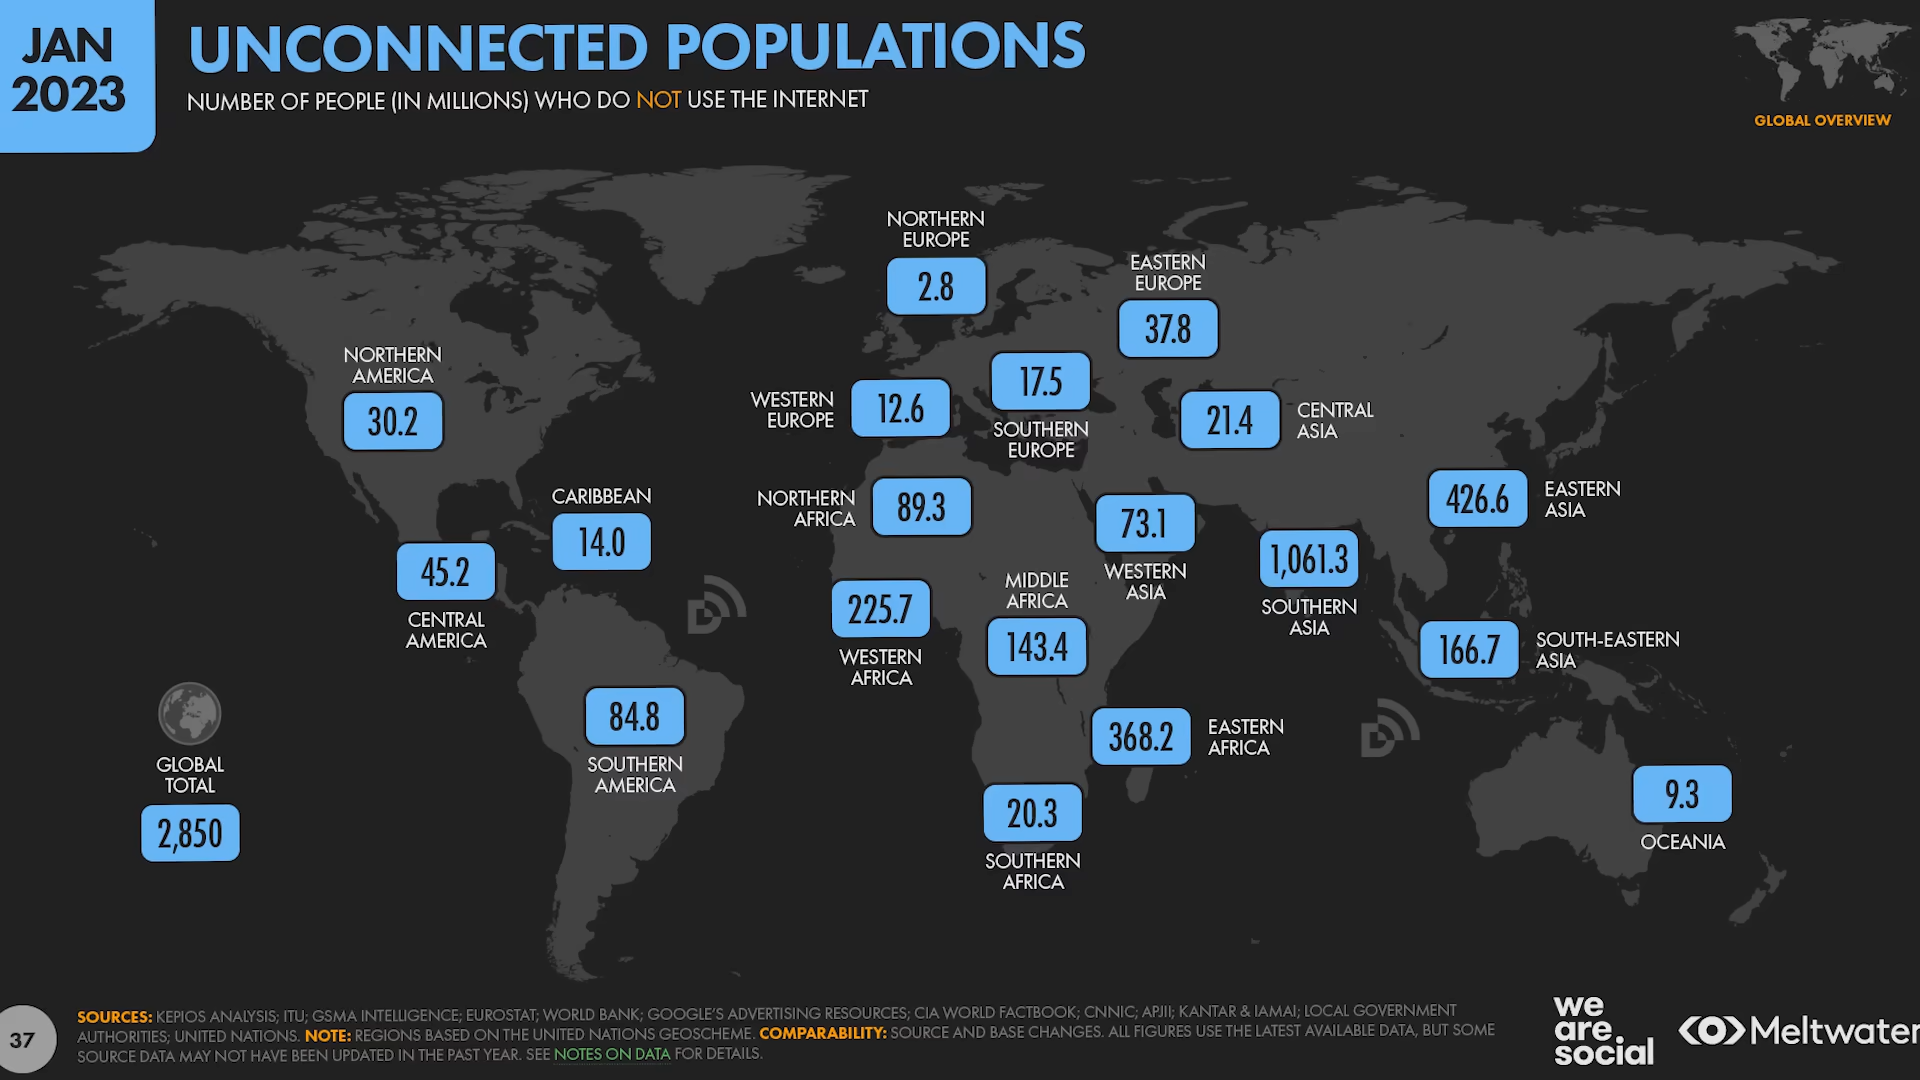 JAN
2023
UNCONNECTED POPULATIONS
NUMBER OF PEOPLE (IN MILLIONS) WHO DO NOT USE THE INTERNET
GLOBAL OVERVIEW
NORTHERN
EUROPE
2.8
EASTERN
EUROPE
37.8
NORTHERN
AMERICA
30.2
WESTERN
EUROPE
12.6
17.5
SOUTHERN
EUROPE
21.4
CENTRAL
ASIA
CARIBBEAN
14.0
NORTHERN
AFRICA
89.3
73.1
WESTERN
ASIA
426.6
EASTERN
ASIA
1,061.3
SOUTHERN
ASIA
45.2
CENTRAL
AMERICA
225.7
WESTERN
AFRICA
MIDDLE
AFRICA
143.4
166.7
SOUTH-EASTERN
ASIA
84.8
SOUTHERN
AMERICA
368.2
EASTERN
AFRICA
GLOBAL
TOTAL
2,850
20.3
SOUTHERN
AFRICA
9.3
OCEANIA
37
SOURCES: KEPIOS ANALYSIS; ITU; GSMA INTELLIGENCE; EUROSTAT; WORLD BANK; GOOGLE'S ADVERTISING RESOURCES; CIA WORLD FACTBOOK; CNNIC; APJII; KANTAR & IAMAI; LOCAL GOVERNMENT
AUTHORITIES; UNITED NATIONS. NOTE: REGIONS BASED ON THE UNITED NATIONS GEOSCHEME. COMPARABILITY: SOURCE AND BASE CHANGES. ALL FIGURES USE THE LATEST AVAILABLE DATA, BUT SOME
SOURCE DATA MAY NOT HAVE BEEN UPDATED IN THE PAST YEAR. SEE NOTES ON DATA FOR DETAILS.
we
are
social
Meltwater